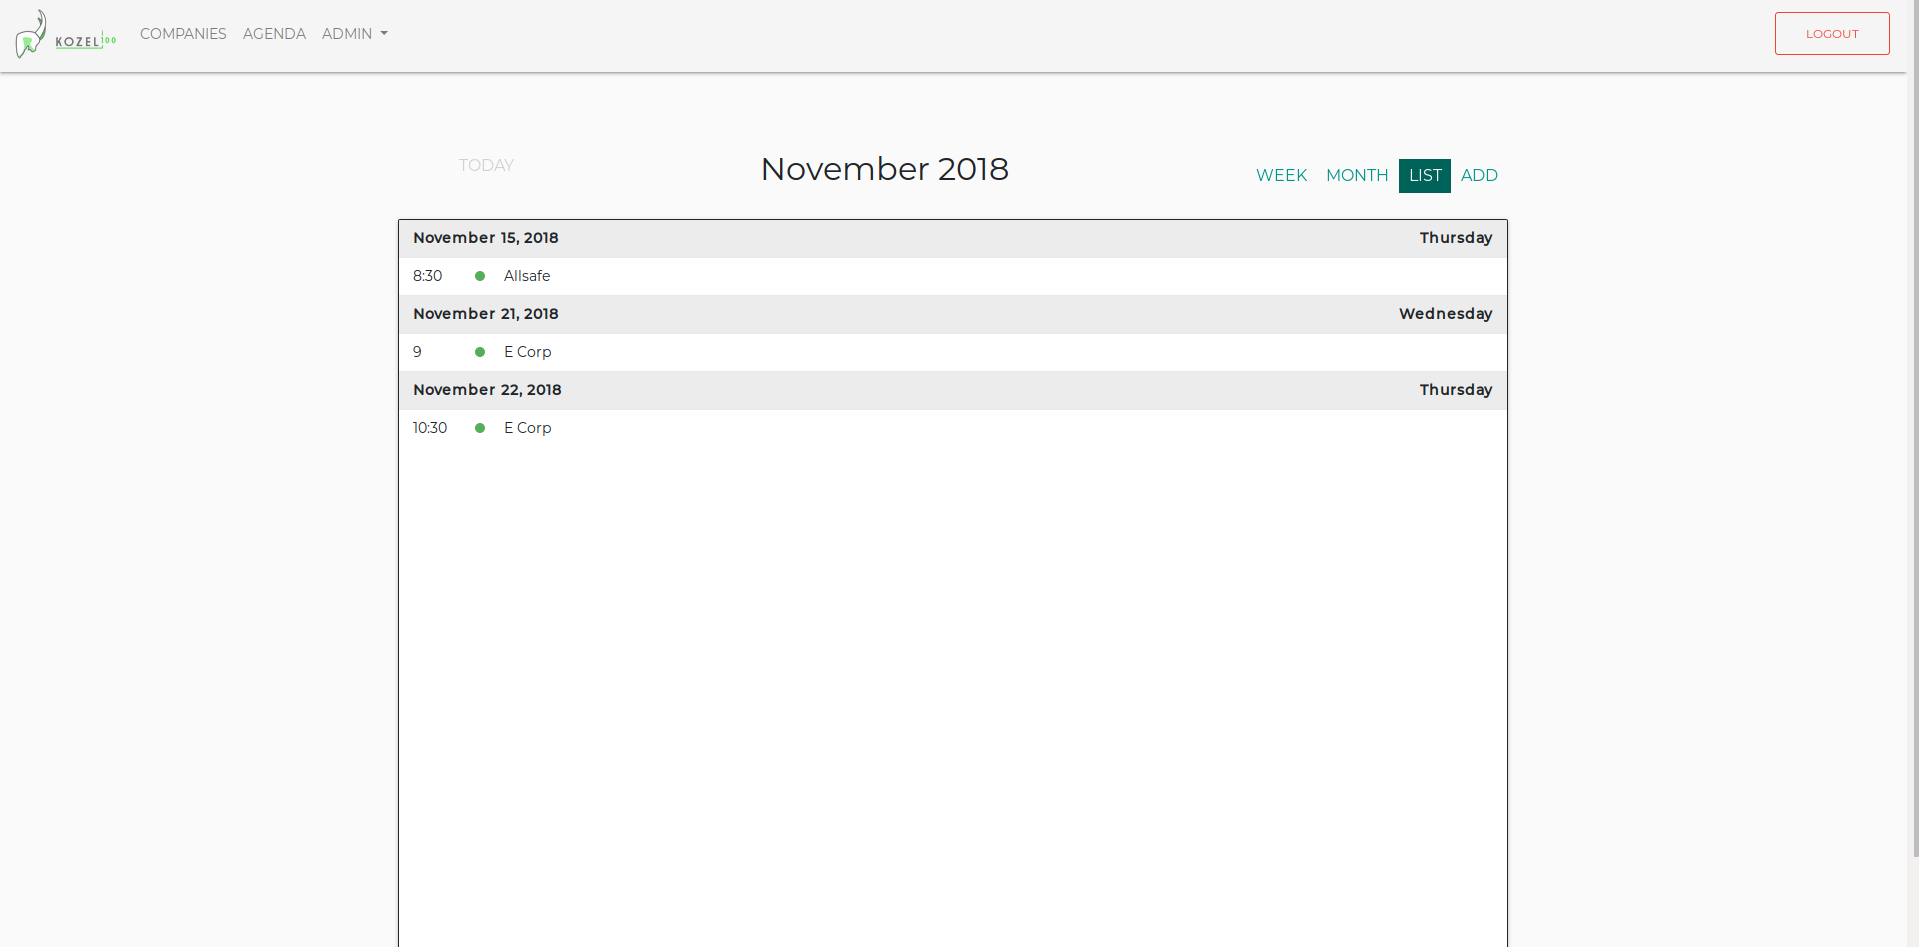 KOZEL100 COMPANIES AGENDA ADMIN LOGOUT
TODAY November 2018 WEEK MONTH LIST ADD
November 15, 2018 Thursday
8:30 Allsafe
November 21, 2018 Wednesday
9 E Corp
November 22, 2018 Thursday
10:30 E Corp